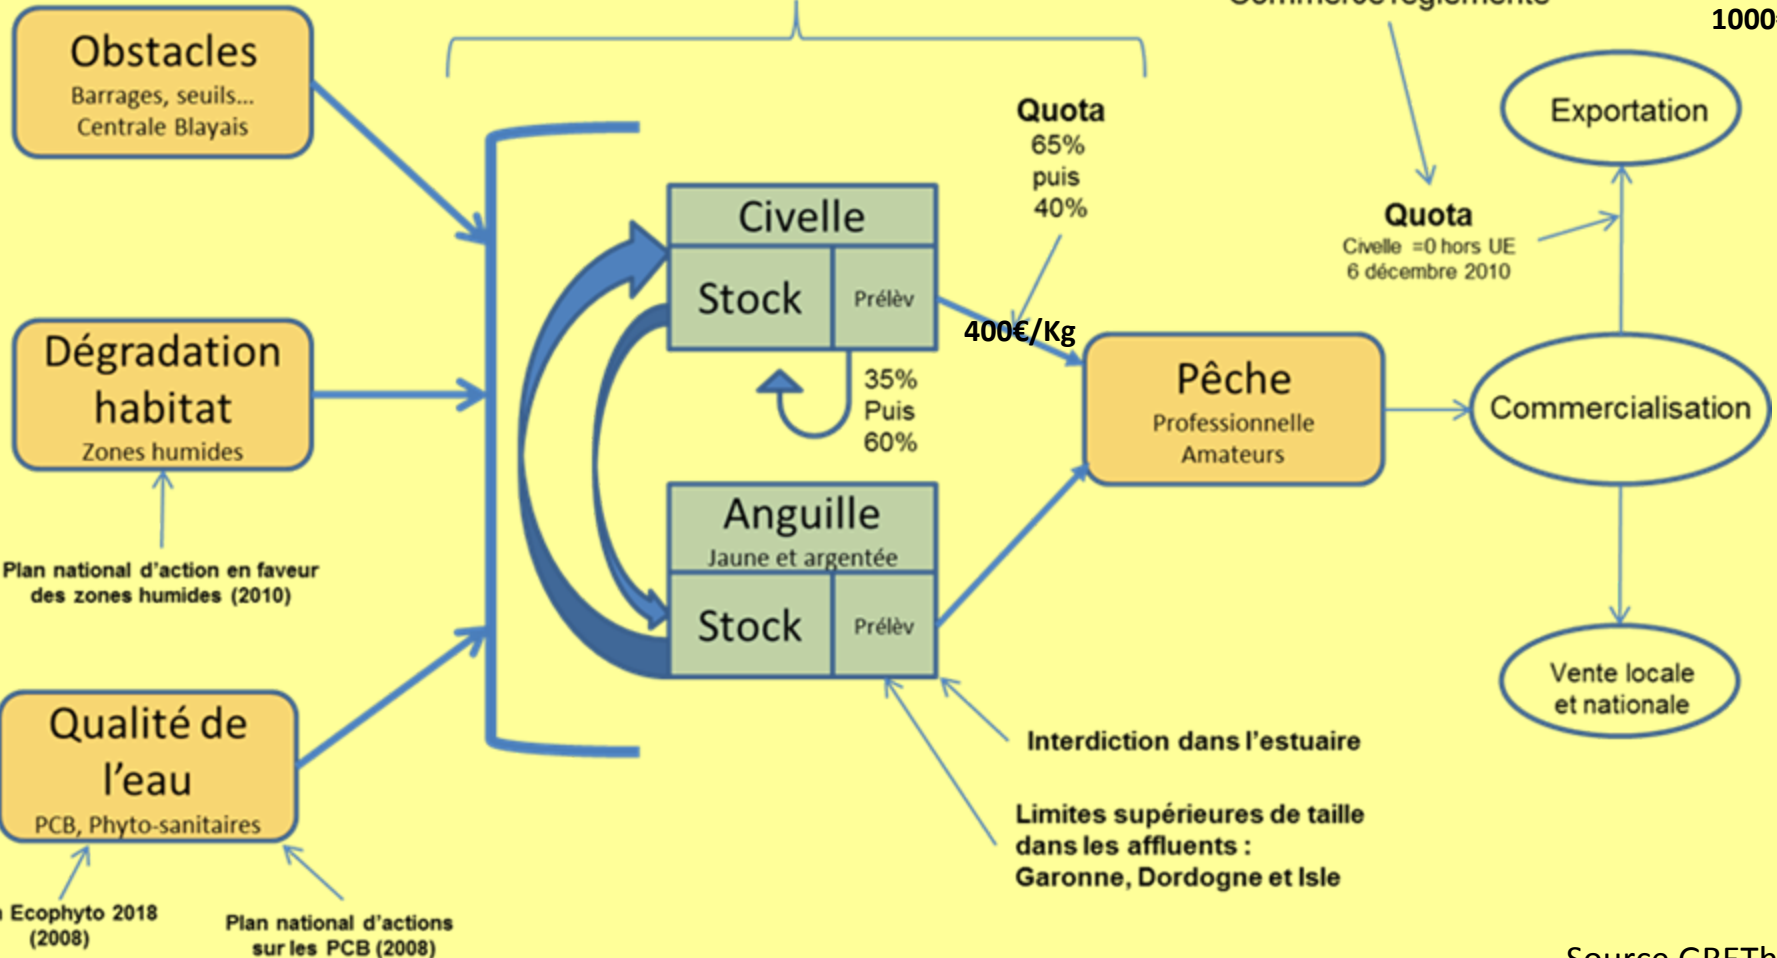 Obstacles
Barrages, seuils...
Centrale Blayais
1000
Quota
65%
puis
40%
Exportation
Quota
Civelle =0 hors UE
6 décembre 2010
Civelle
Stock
Prélèv
400€/Kg
35%
Puis
60%
Dégradation
habitat
Zones humides
Pêche
Professionnelle
Amateurs
Commercialisation
Anguille
Jaune et argentée
Stock
Prélèv
Plan national d'action en faveur
des zones humides (2010)
Vente locale
et nationale
Qualité de
l'eau
PCB, Phyto-sanitaires
Interdiction dans l'estuaire
Limites supérieures de taille
dans les affluents :
Garonne, Dordogne et Isle
Ecophyto 2018
(2008)
Plan national d'actions
sur les PCB (2008)
Source